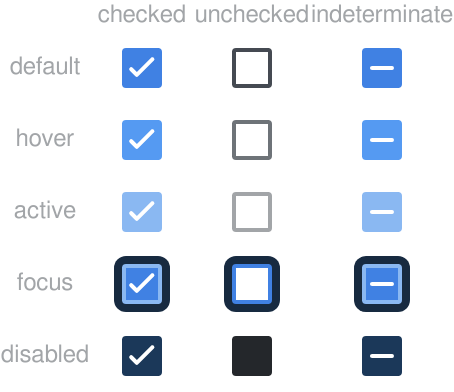 checked unchecked indeterminate
default
hover
active
focus
disabled